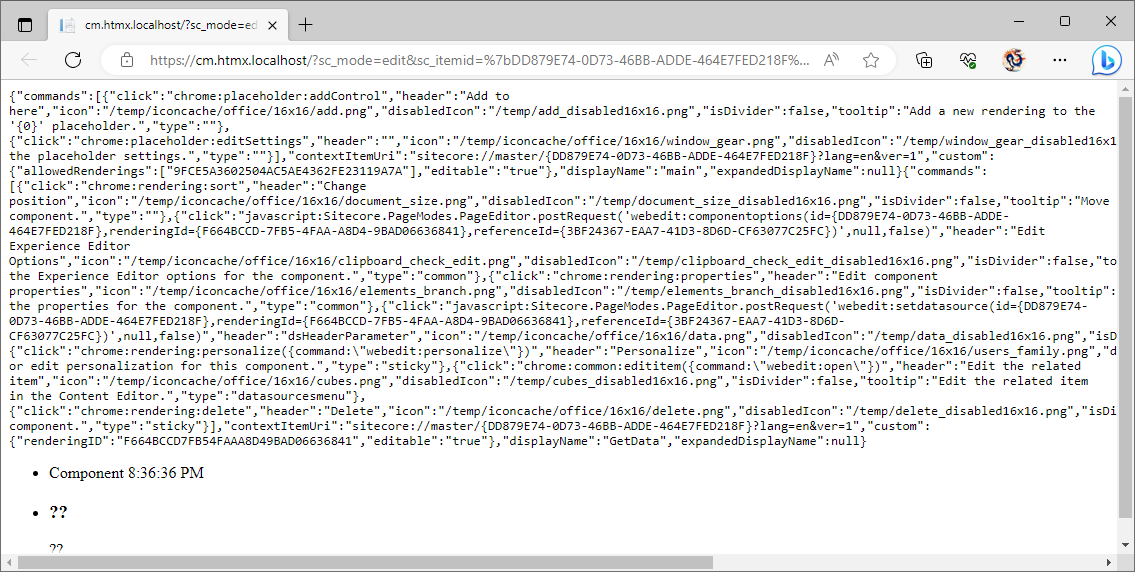 cm.htmx.localhost/?sc_mode=ed
https://cm.htmx.localhost/?sc_mode=edit&sc_itemid=%7bDD879E74-0D73-46BB-ADDE-464E7FED218F%...
{"commands":[{"click":"chrome:placeholder:addControl","header":"Add to
here","icon":"/temp/iconcache/office/16x16/add.png","disabledIcon":"/temp/add_disabled16x16.png","isDivider":false,"tooltip":"Add a new rendering to the
'{0}' placeholder.","type":""},
{"click":"chrome:placeholder:editSettings","header":"","icon":"/temp/iconcache/office/16x16/window_gear.png","disabledIcon":"/temp/window_gear_disabled16x1
the placeholder settings.","type":""}],"contextItemUri":"sitecore://master/{DD879E74-0D73-46BB-ADDE-464E7FED218F}?lang=en&ver=1","custom":
{"allowedRenderings":["9FCE5A3602504AC5AE4362FE23119A7A"],"editable":"true"},"displayName":"main","expandedDisplayName":null}{"commands":
[{"click":"chrome:rendering:sort","header":"Change
position","icon":"/temp/iconcache/office/16x16/document_size.png","disabledIcon":"/temp/document_size_disabled16x16.png","isDivider":false,"tooltip":"Move
component.","type":""},{"click":"javascript:Sitecore.PageModes.PageEditor.postRequest('webedit:componentoptions(id={DD879E74-0D73-46BB-ADDE-
464E7FED218F},renderingId={F664BCCD-7FB5-4FAA-A8D4-9BAD06636841},referenceId={3BF24367-EAA7-41D3-8D6D-CF63077C25FC})',null,false)","header":"Edit
Experience Editor
Options","icon":"/temp/iconcache/office/16x16/clipboard_check_edit.png","disabledIcon":"/temp/clipboard_check_edit_disabled16x16.png","isDivider":false,"to
the Experience Editor options for the component.","type":"common"},{"click":"chrome:rendering:properties","header":"Edit component
properties","icon":"/temp/iconcache/office/16x16/elements_branch.png","disabledIcon":"/temp/elements_branch_disabled16x16.png","isDivider":false,"tooltip":
the properties for the component.","type":"common"},{"click":"javascript:Sitecore.PageModes.PageEditor.postRequest('webedit:setdatasource(id={DD879E74-
0D73-46BB-ADDE-464E7FED218F},renderingId={F664BCCD-7FB5-4FAA-A8D4-9BAD06636841},referenceId={3BF24367-EAA7-41D3-8D6D-
CF63077C25FC})',null,false)","header":"dsHeaderParameter","icon":"/temp/iconcache/office/16x16/data.png","disabledIcon":"/temp/data_disabled16x16.png","isD
{"click":"chrome:rendering:personalize({command:\"webedit:personalize\"})","header":"Personalize","icon":"/temp/iconcache/office/16x16/users_family.png","d
or edit personalization for this component.","type":"sticky"},{"click":"chrome:common:edititem({command:\"webedit:open\"})","header":"Edit the related
item","icon":"/temp/iconcache/office/16x16/cubes.png","disabledIcon":"/temp/cubes_disabled16x16.png","isDivider":false,"tooltip":"Edit the related item
in the Content Editor.","type":"datasourcesmenu"},
{"click":"chrome:rendering:delete","header":"Delete","icon":"/temp/iconcache/office/16x16/delete.png","disabledIcon":"/temp/delete_disabled16x16.png","isDi
component.","type":"sticky"}],"contextItemUri":"sitecore://master/{DD879E74-0D73-46BB-ADDE-464E7FED218F}?lang=en&ver=1","custom":
{"renderingID":"F664BCCD7FB54FAAA8D49BAD06636841","editable":"true"},"displayName":"GetData","expandedDisplayName":null}
Component 8:36:36 PM
??
??